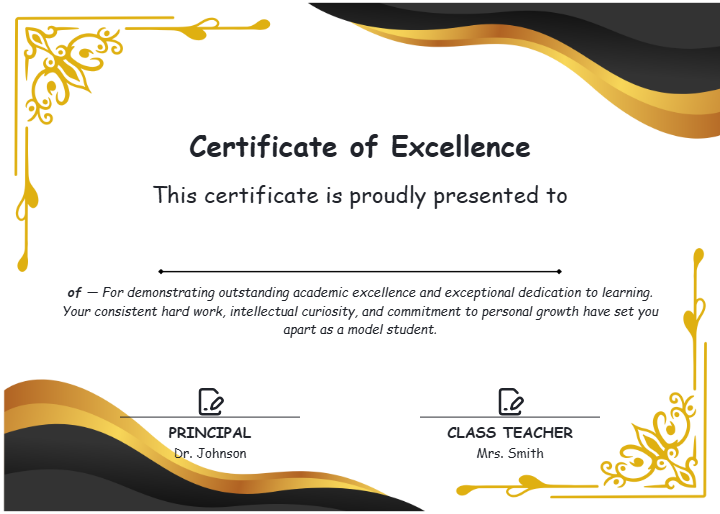 Certificate of Excellence
This certificate is proudly presented to
of — For demonstrating outstanding academic excellence and exceptional dedication to learning.
Your consistent hard work, intellectual curiosity, and commitment to personal growth have set you
apart as a model student.
PRINCIPAL
Dr. Johnson
CLASS TEACHER
Mrs. Smith